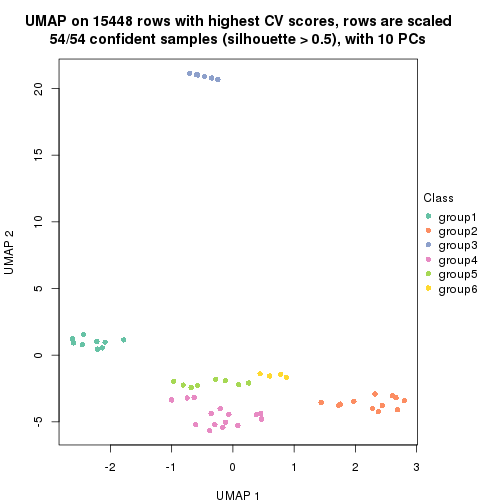 UMAP on 15448 rows with highest CV scores, rows are scaled
54/54 confident samples (silhouette > 0.5), with 10 PCs
20
15
10
5
0
-5
UMAP 2
-2
-1
0
1
2
3
UMAP 1
Class
group1
group2
group3
group4
group5
group6